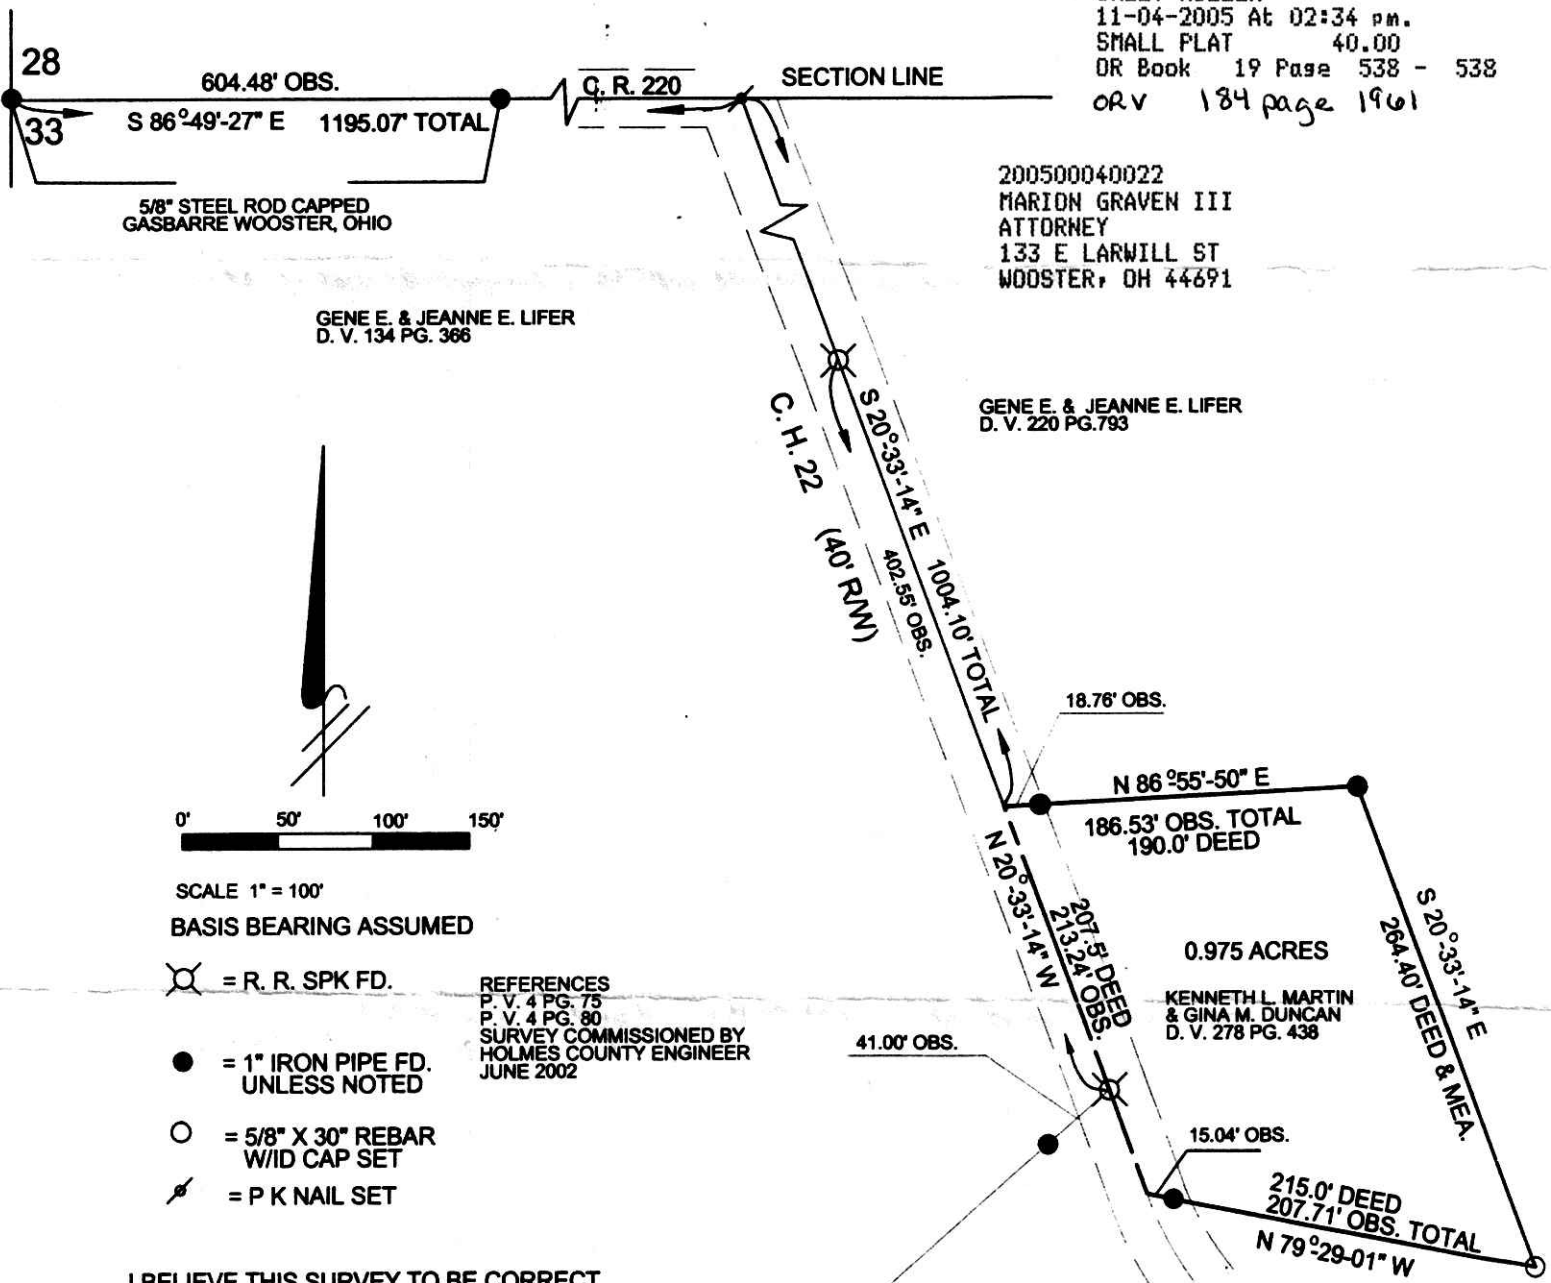 11-04-2005 At 02:34 pm.
SMALL PLAT 40.00
OR Book 19 Page 538 - 538
ORV 184 page 1961
28
33
604.48' OBS.
S 86°-49'-27" E 1195.07' TOTAL
C. R. 220
SECTION LINE
5/8" STEEL ROD CAPPED
GASBARRE WOOSTER, OHIO
200500040022
MARION GRAVEN III
ATTORNEY
133 E LARWILL ST
WOOSTER, OH 44691
GENE E. & JEANNE E. LIFER
D. V. 134 PG. 366
GENE E. & JEANNE E. LIFER
D. V. 220 PG.793
C. H. 22 (40' R/W)
S 20°-33'-14" E 1004.10' TOTAL
402.55' OBS.
18.76' OBS.
N 86°55'-50" E
186.53' OBS. TOTAL
190.0' DEED
0' 50' 100' 150'
SCALE 1" = 100'
BASIS BEARING ASSUMED
= R. R. SPK FD.
= 1" IRON PIPE FD.
UNLESS NOTED
= 5/8" X 30" REBAR
W/ID CAP SET
= P K NAIL SET
REFERENCES
P. V. 4 PG. 75
P. V. 4 PG. 80
SURVEY COMMISSIONED BY
HOLMES COUNTY ENGINEER
JUNE 2002
N 20°-33'-14" W
207.5' DEED
213.24' OBS.
0.975 ACRES
KENNETH L. MARTIN
& GINA M. DUNCAN
D. V. 278 PG. 438
S 20°-33'-14" E
264.40' DEED & MEA.
41.00' OBS.
15.04' OBS.
215.0' DEED
207.71' OBS. TOTAL
N 79°-29-01" W
I BELIEVE THIS SURVEY TO BE CORRECT